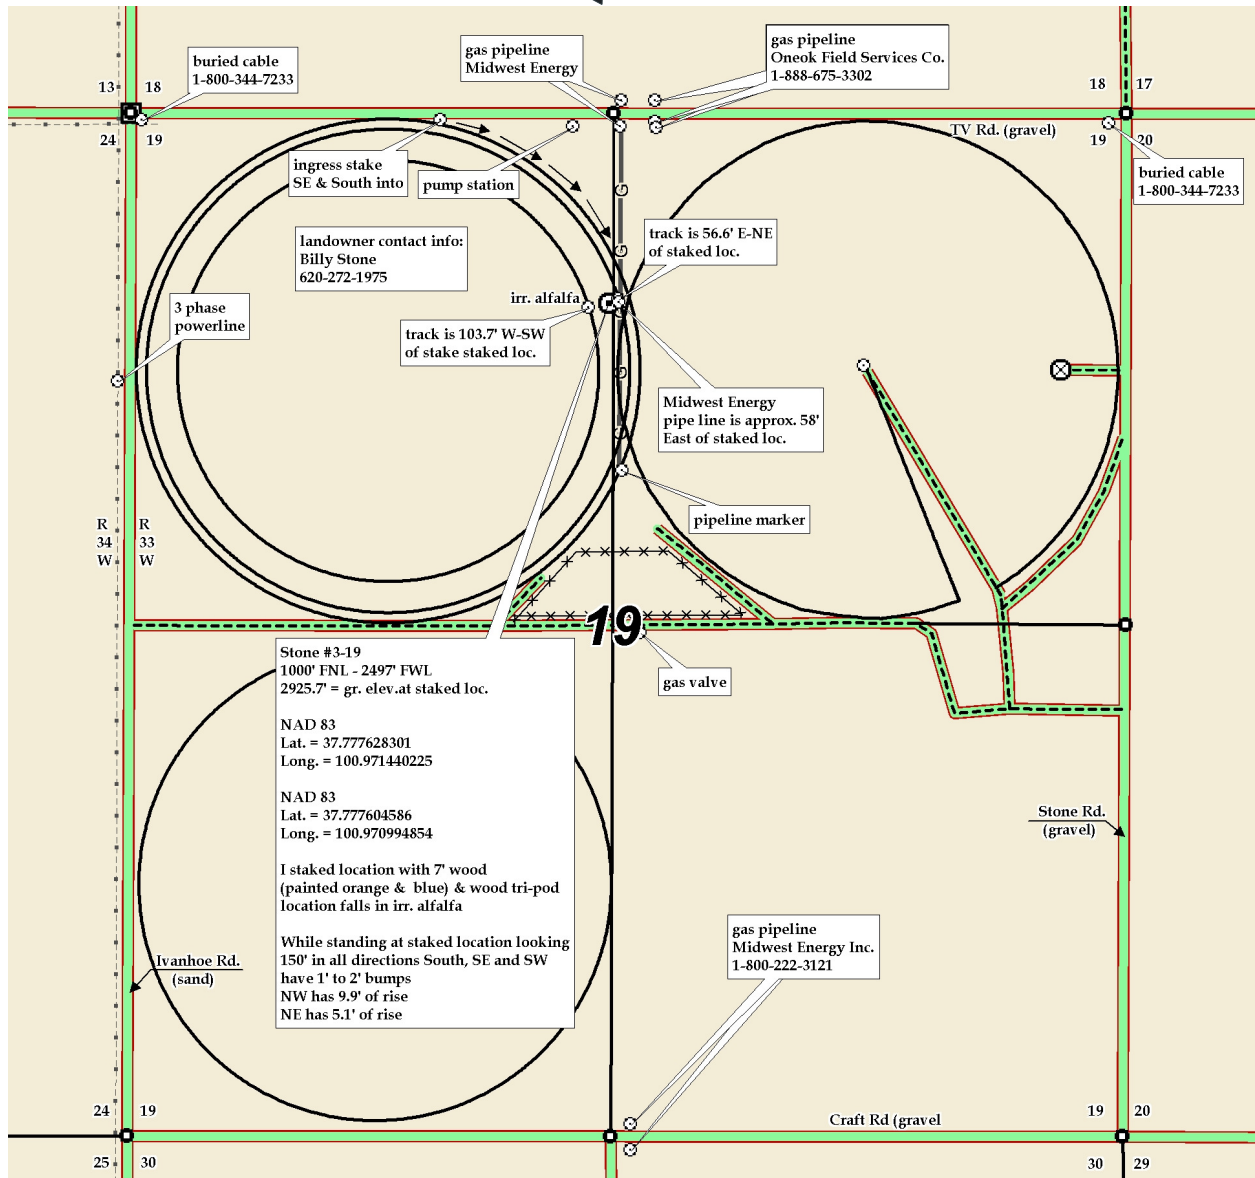 gas pipeline
Midwest Energy
gas pipeline
Oneok Field Services Co.
1-888-675-3302
buried cable
1-800-344-7233
13 18
18 17
24 19
TV Rd. (gravel)
19 20
ingress stake
SE & South into
pump station
buried cable
1-800-344-7233
G
landowner contact info:
Billy Stone
620-272-1975
track is 56.6' E-NE
of staked loc.
G
irr. alfalfa
3 phase
powerline
track is 103.7' W-SW
of stake staked loc.
G
G
Midwest Energy
pipe line is approx. 58'
East of staked loc.
G
pipeline marker
R R
34 33
W W
19
gas valve
Stone #3-19
1000' FNL - 2497' FWL
2925.7' = gr. elev.at staked loc.
NAD 83
Lat. = 37.777628301
Long. = 100.971440225
NAD 83
Lat. = 37.777604586
Long. = 100.970994854
I staked location with 7' wood
(painted orange & blue) & wood tri-pod
location falls in irr. alfalfa
While standing at staked location looking
150' in all directions South, SE and SW
have 1' to 2' bumps
NW has 9.9' of rise
NE has 5.1' of rise
Stone Rd.
(gravel)
Ivanhoe Rd.
(sand)
gas pipeline
Midwest Energy Inc.
1-800-222-3121
24 19
Craft Rd (gravel
19 20
25 30
30 29